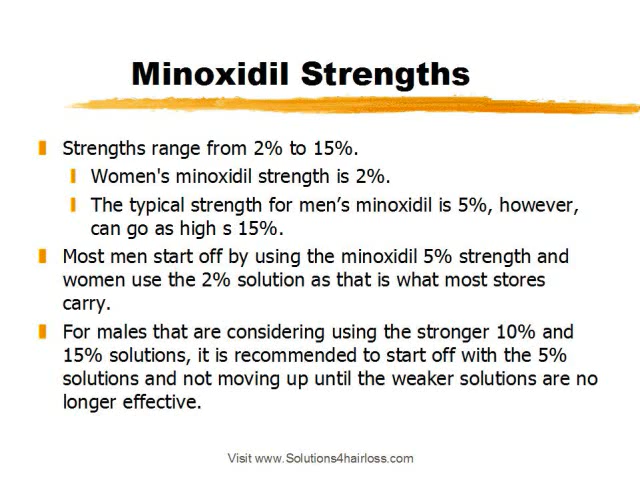 Minoxidil Strengths
Strengths range from 2% to 15%.
Women's minoxidil strength is 2%.
The typical strength for men’s minoxidil is 5%, however,
can go as high s 15%.
Most men start off by using the minoxidil 5% strength and
women use the 2% solution as that is what most stores
carry.
For males that are considering using the stronger 10% and
15% solutions, it is recommended to start off with the 5%
solutions and not moving up until the weaker solutions are no
longer effective.
Visit www.Solutions4hairloss.com